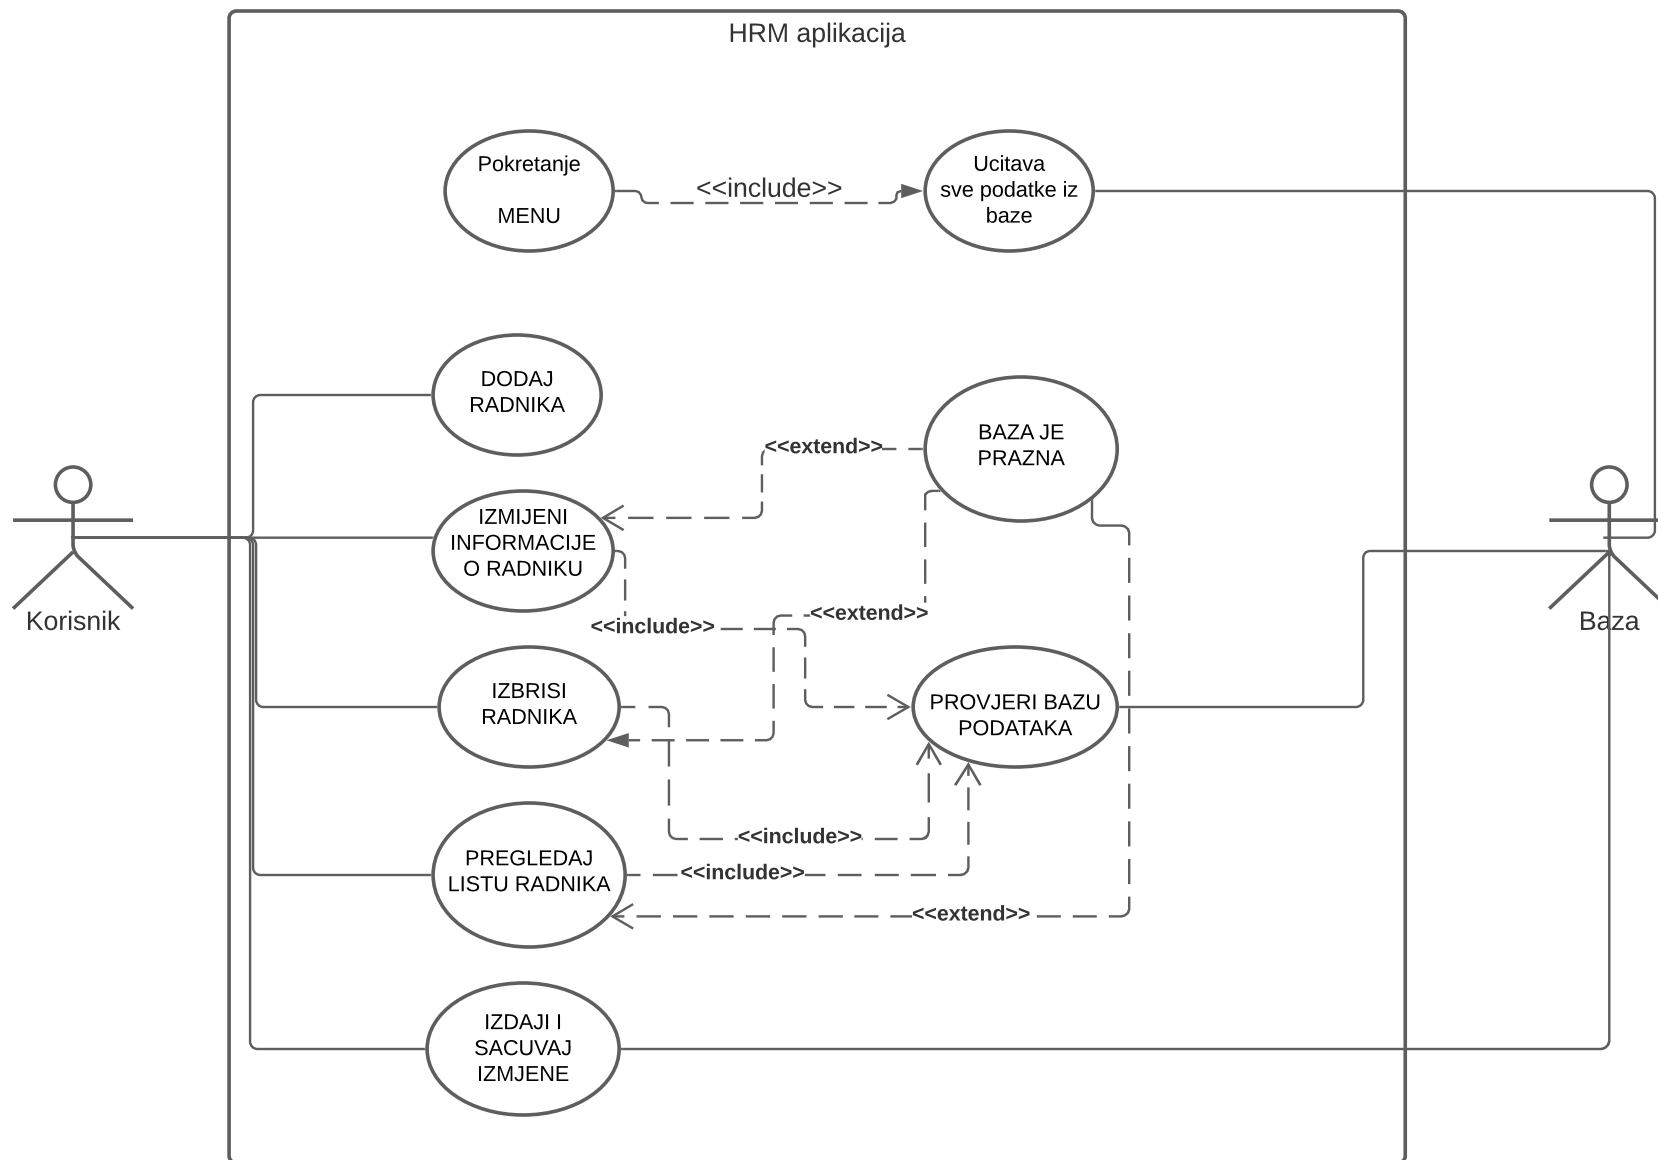 HRM aplikacija
Pokretanje
MENU
<<include>>
Ucitava
sve podatke iz
baze
DODAJ
RADNIKA
BAZA JE
PRAZNA
<<extend>>
IZMIJENI
INFORMACIJE
O RADNIKU
Korisnik
Baza
<<extend>>
<<include>>
IZBRISI
RADNIKA
PROVJERI BAZU
PODATAKA
<<include>>
PREGLEDAJ
LISTU RADNIKA
<<include>>
<<extend>>
IZDAJI I
SACUVAJ
IZMJENE